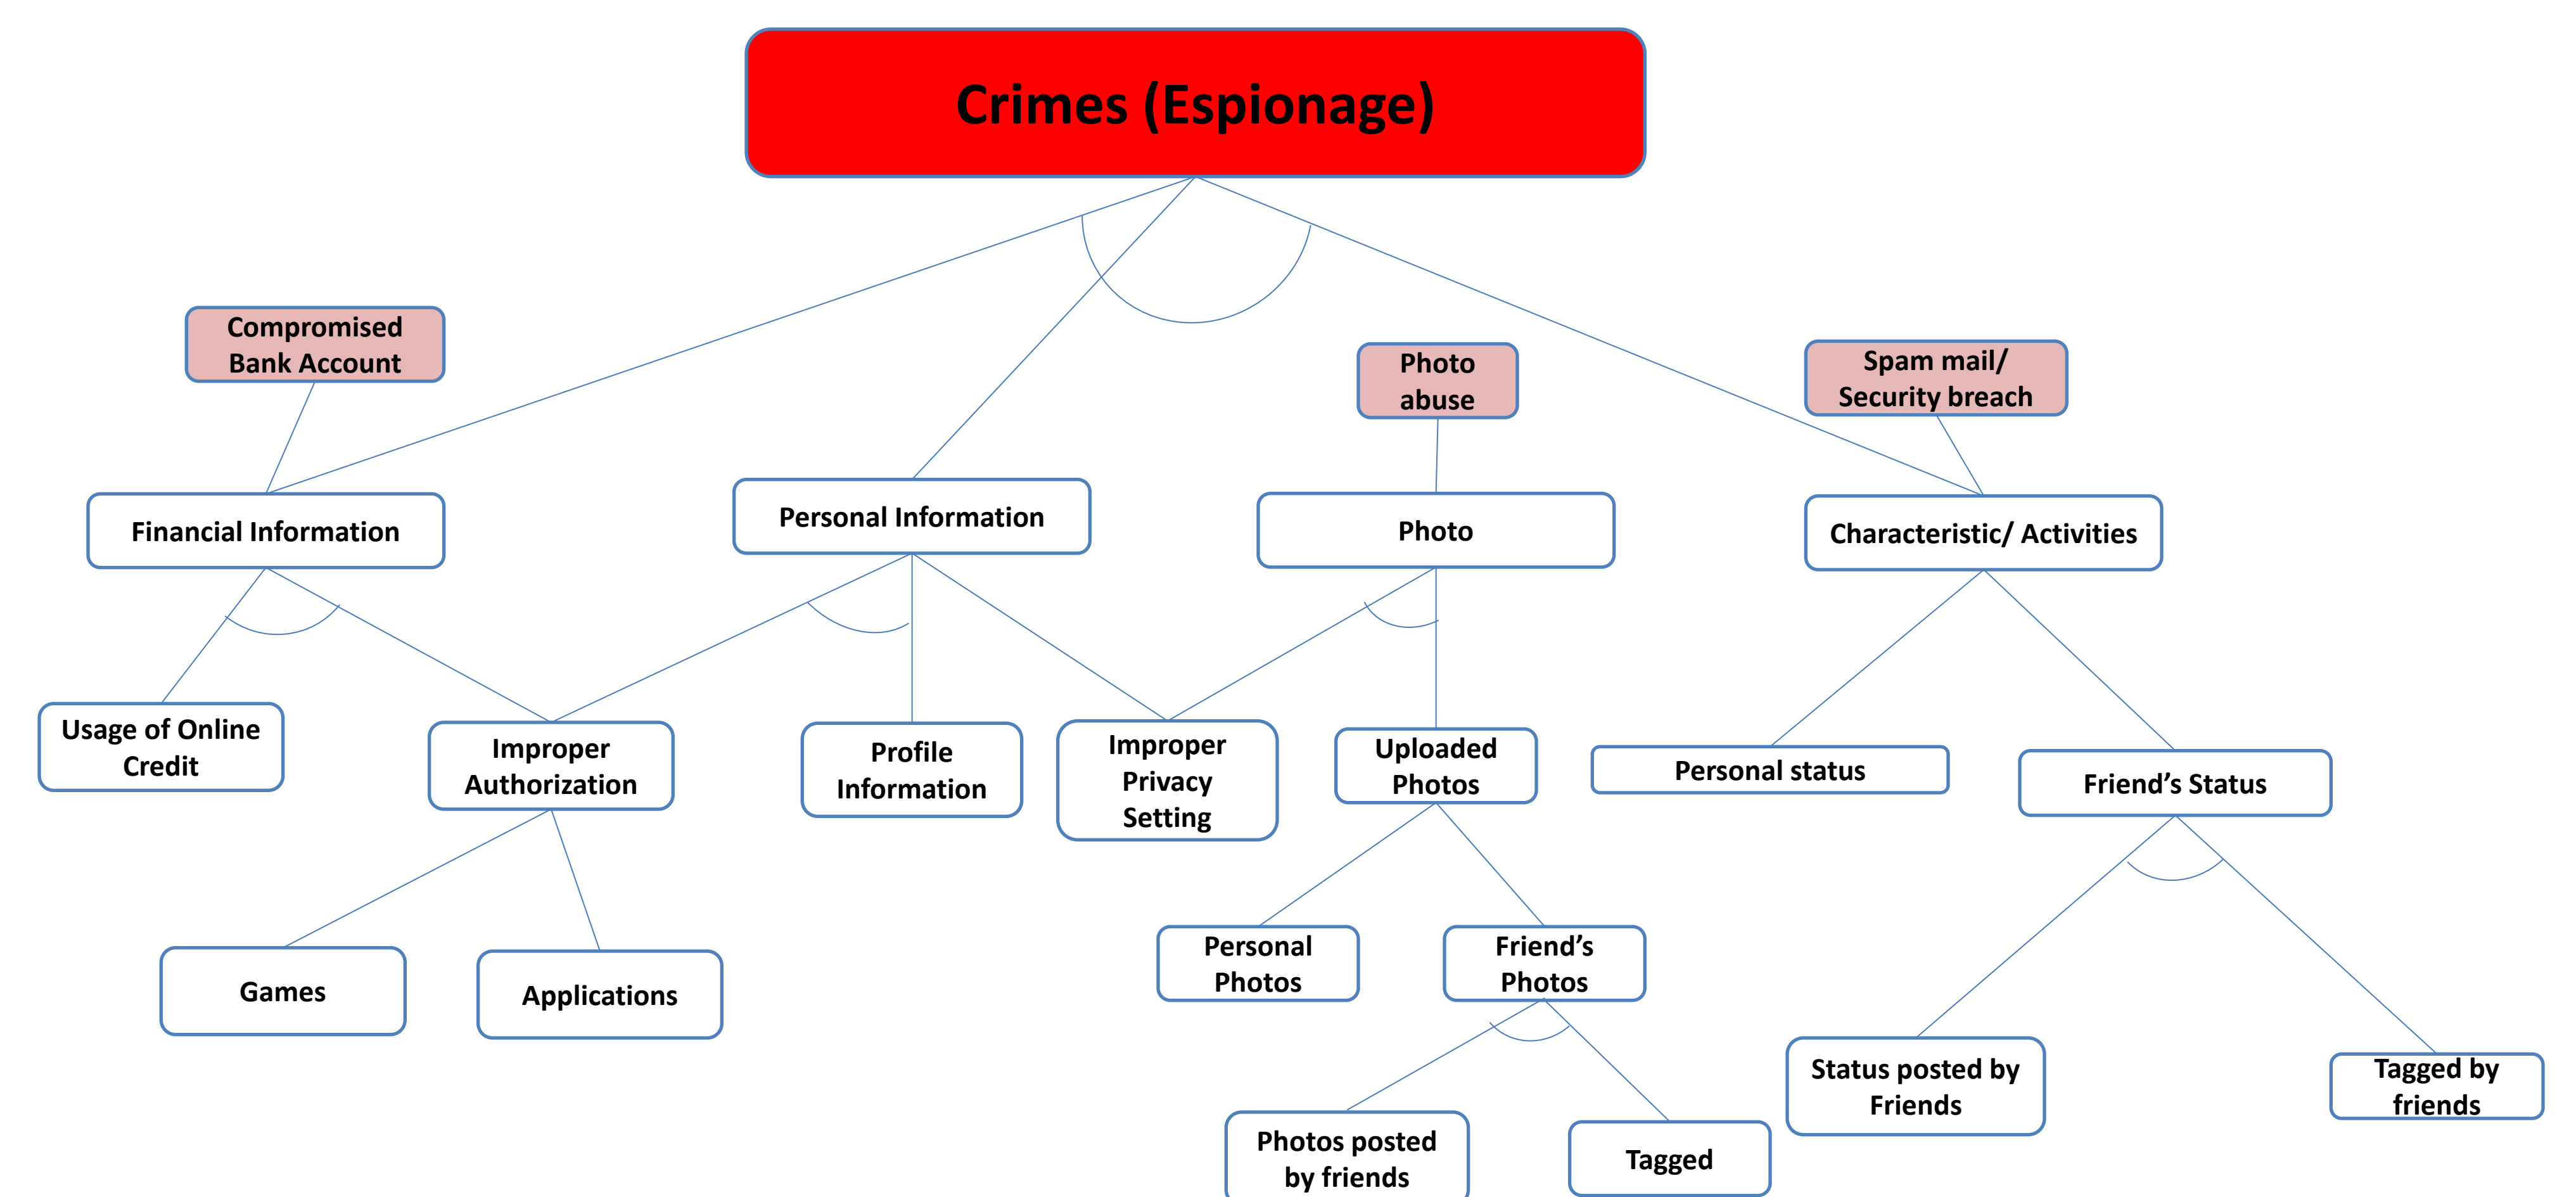 Crimes (Espionage)
Compromised
Bank Account
Photo
abuse
Spam mail/
Security breach
Financial Information
Personal Information
Photo
Characteristic/ Activities
Usage of Online
Credit
Improper
Authorization
Profile
Information
Improper
Privacy
Setting
Uploaded
Photos
Personal status
Friend’s Status
Games
Applications
Personal
Photos
Friend’s
Photos
Status posted by
Friends
Tagged by
friends
Photos posted
by friends
Tagged